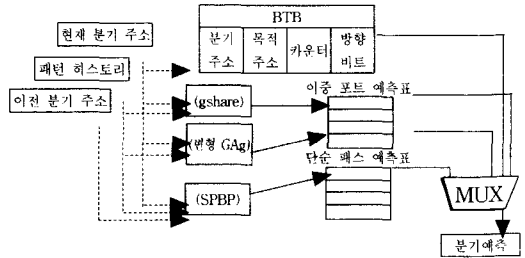 BTB
현재 분기 주소
분기
주소
목적
주소
카운터
방향
비트
패턴 히스토리
이전 분기 주소
(gshare)
이중 포트 예측표
(변형 GAg)
단순 패스 예측표
(SPBP)
MUX
분기예측